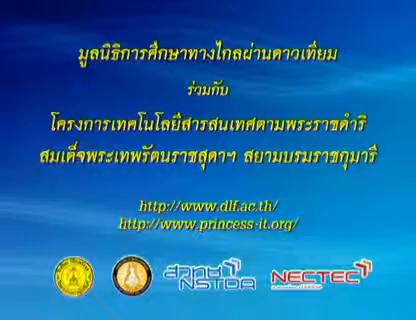 มูลนิธิการศึกษาทางไกลผ่านดาวเทียม
ร่วมกับ
โครงการเทคโนโลยีสารสนเทศตามพระราชดำริ
สมเด็จพระเทพรัตนราชสุดาฯ สยามบรมราชกุมารี
http://www.dlf.ac.th/
http://www.princess-it.org/
สวทช
NSTDA
NECTEC